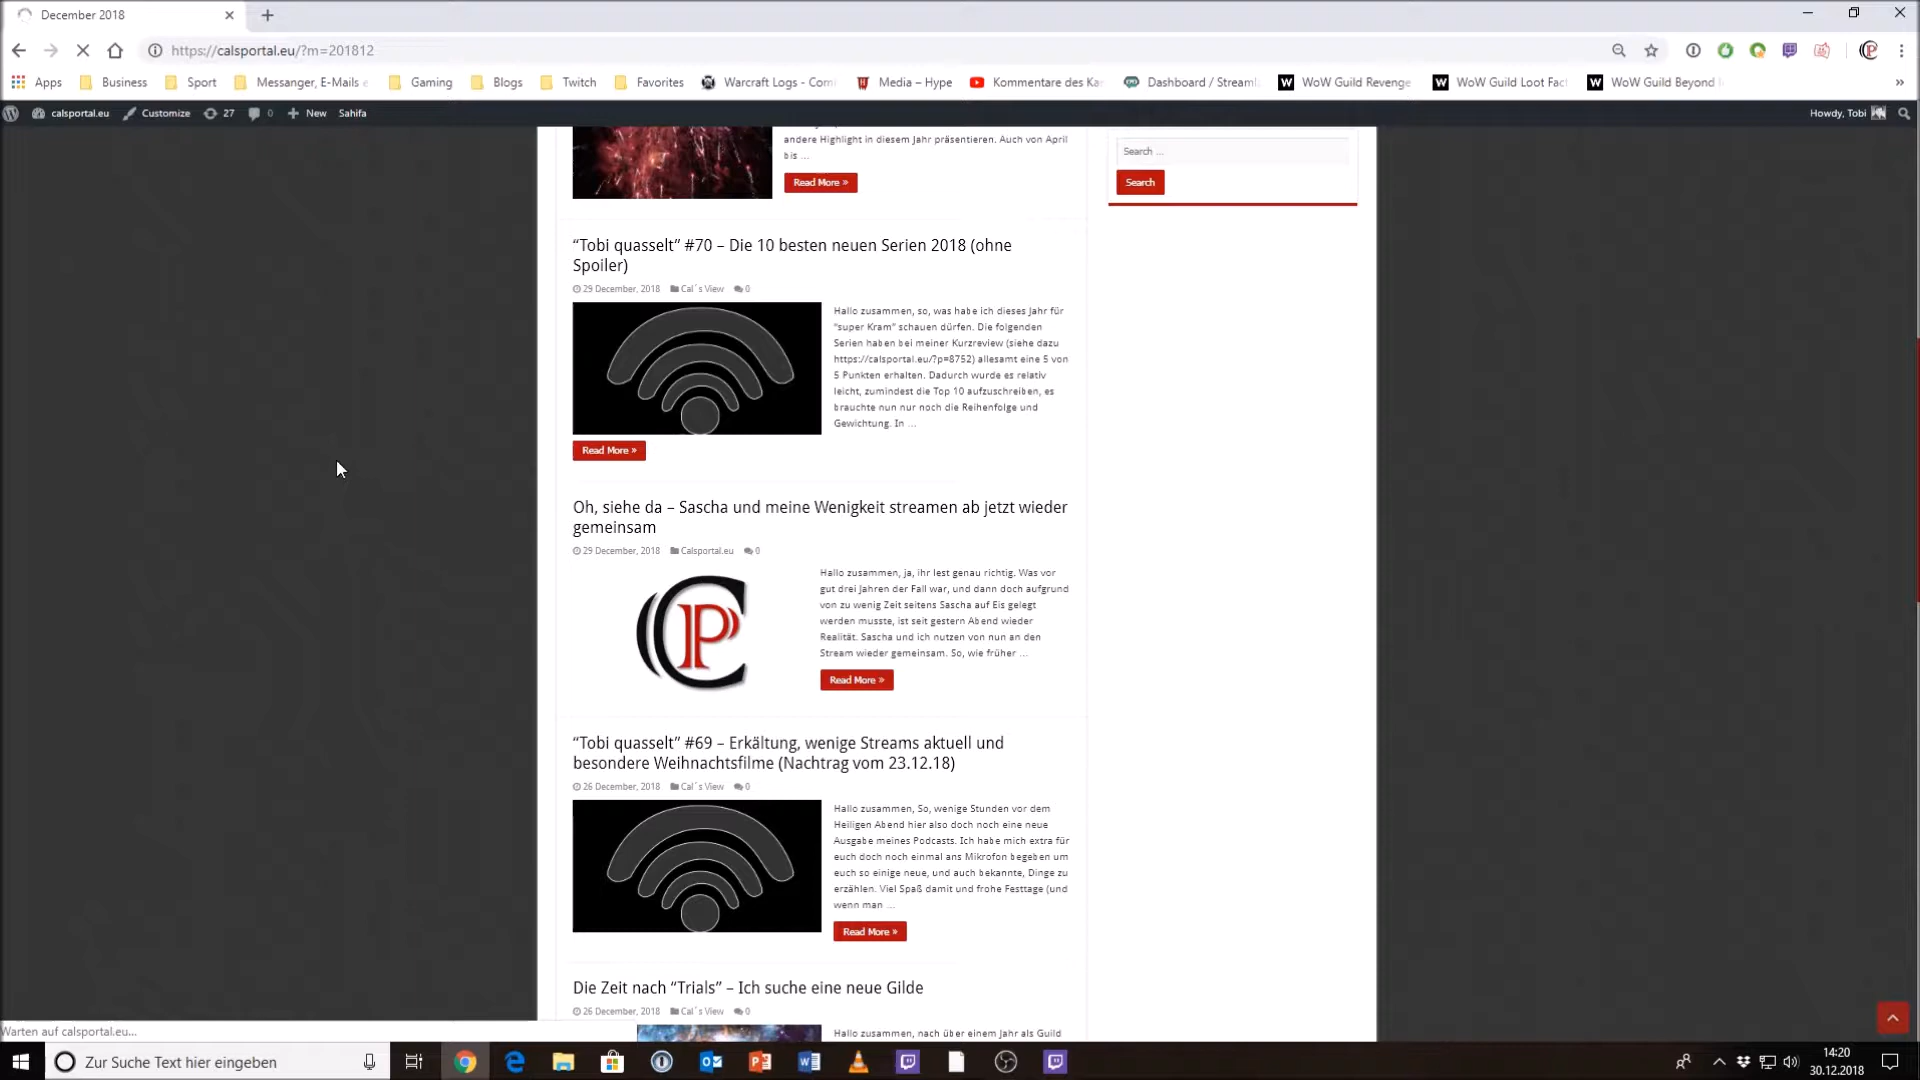 December 2018
https://calsportal.eu/?m=201812
Apps Business Sport Messanger, E-Mails e Gaming Blogs Twitch Favorites Warcraft Logs - Com Media – Hype Kommentare des Ka Dashboard / Streaml WoW Guild Revenge WoW Guild Loot Fact WoW Guild Beyond »
calsportal.eu Customize 27 0 New Sahifa Howdy, Tobi
andere Highlight in diesem Jahr präsentieren. Auch von April
bis ...
Read More »
Search ...
Search
“Tobi quasselt” #70 – Die 10 besten neuen Serien 2018 (ohne
Spoiler)
29 December, 2018 Cal´s View 0
Hallo zusammen, so, was habe ich dieses Jahr für
"super Kram" schauen dürfen. Die folgenden
Serien haben bei meiner Kurzreview (siehe dazu
https://calsportal.eu/?p=8752) allesamt eine 5 von
5 Punkten erhalten. Dadurch wurde es relativ
leicht, zumindest die Top 10 aufzuschreiben, es
brauchte nun nur noch die Reihenfolge und
Gewichtung. In ...
Read More »
Oh, siehe da – Sascha und meine Wenigkeit streamen ab jetzt wieder
gemeinsam
29 December, 2018 Calsportal.eu 0
Hallo zusammen, ja, ihr lest genau richtig. Was vor
gut drei Jahren der Fall war, und dann doch aufgrund
von zu wenig Zeit seitens Sascha auf Eis gelegt
werden musste, ist seit gestern Abend wieder
Realität. Sascha und ich nutzen von nun an den
Stream wieder gemeinsam. So, wie früher ...
CP
Read More »
“Tobi quasselt” #69 – Erkältung, wenige Streams aktuell und
besondere Weihnachtsfilme (Nachtrag vom 23.12.18)
26 December, 2018 Cal´s View 0
Hallo zusammen, So, wenige Stunden vor dem
Heiligen Abend hier also doch noch eine neue
Ausgabe meines Podcasts. Ich habe mich extra für
euch doch noch einmal ans Mikrofon begeben um
euch so einige neue, und auch bekannte, Dinge zu
erzählen. Viel Spaß damit und frohe Festtage (und
wenn man ...
Read More »
Die Zeit nach “Trials” – Ich suche eine neue Gilde
26 December, 2018 Cal´s View 0
Hallo zusammen, nach über einem Jahr als Guild
Warten auf calsportal.eu...
Zur Suche Text hier eingeben
14:20
30.12.2018